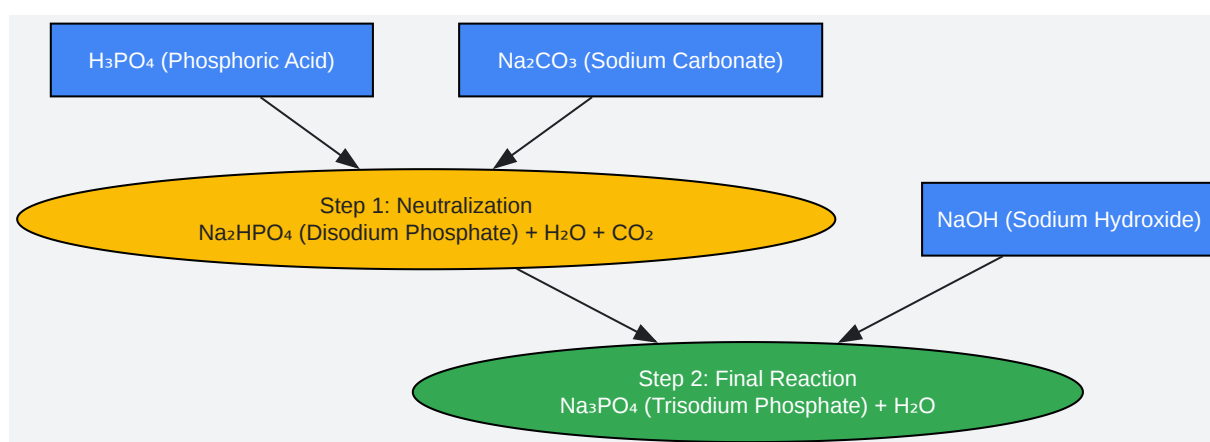 H₃PO₄ (Phosphoric Acid)
Na₂CO₃ (Sodium Carbonate)
Step 1: Neutralization
Na₂HPO₄ (Disodium Phosphate) + H₂O + CO₂
NaOH (Sodium Hydroxide)
Step 2: Final Reaction
Na₃PO₄ (Trisodium Phosphate) + H₂O